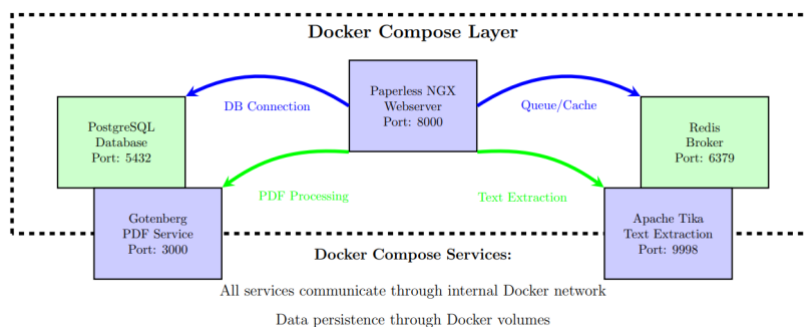 Docker Compose Layer
Paperless NGX
Webserver
Port: 8000
DB Connection
Queue/Cache
PostgreSQL
Database
Port: 5432
Redis
Broker
Port: 6379
PDF Processing
Text Extraction
Gotenberg
PDF Service
Port: 3000
Apache Tika
Text Extraction
Port: 9998
Docker Compose Services:
All services communicate through internal Docker network
Data persistence through Docker volumes